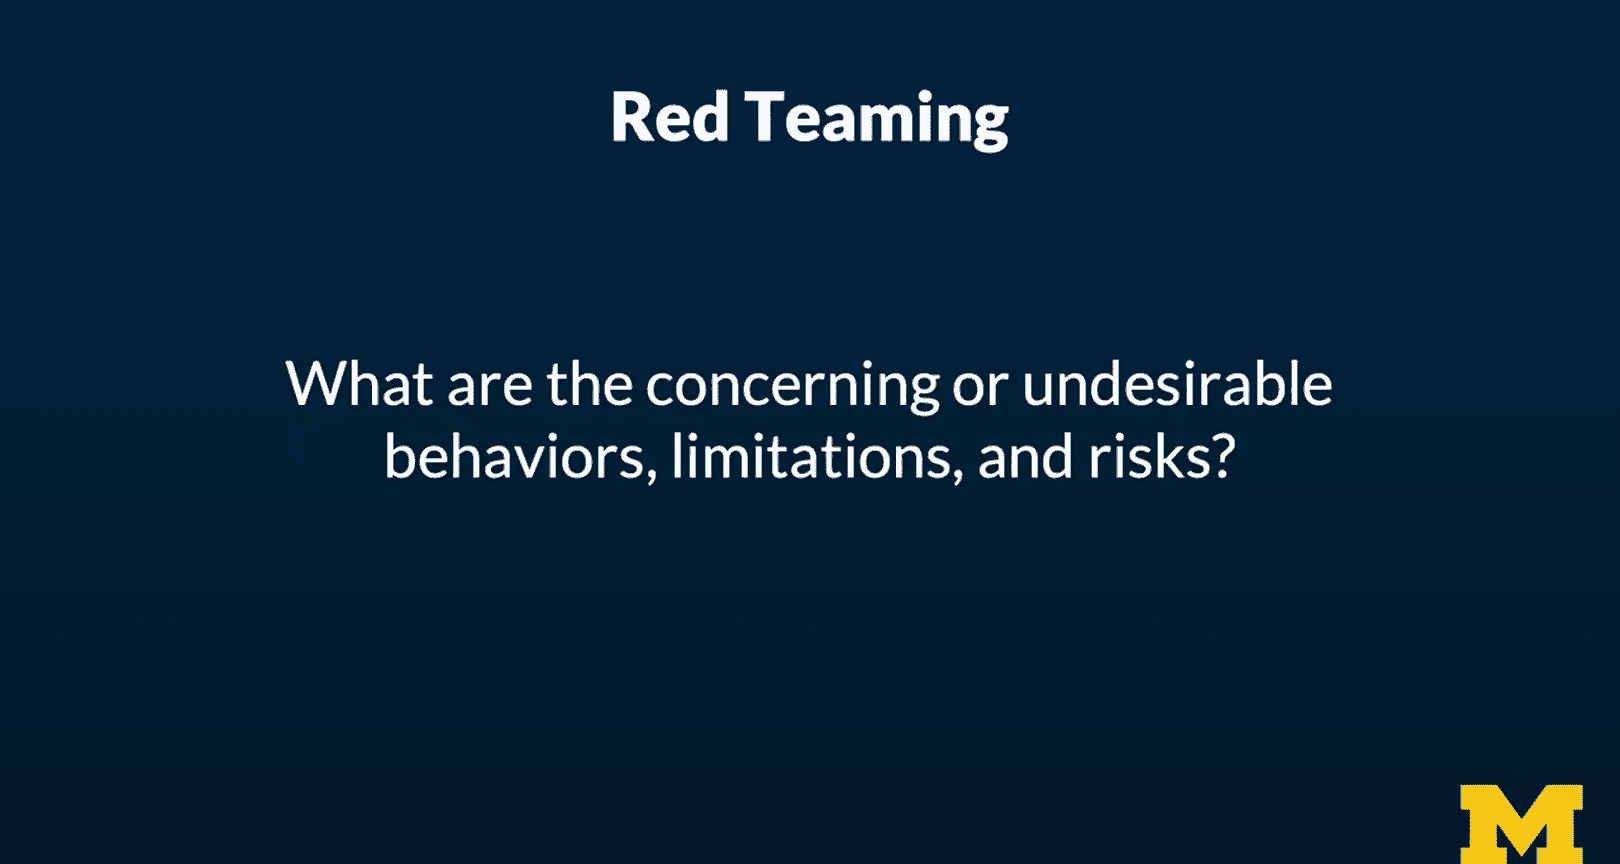 Red Teaming
What are the concerning or undesirable
behaviors, limitations, and risks?
M